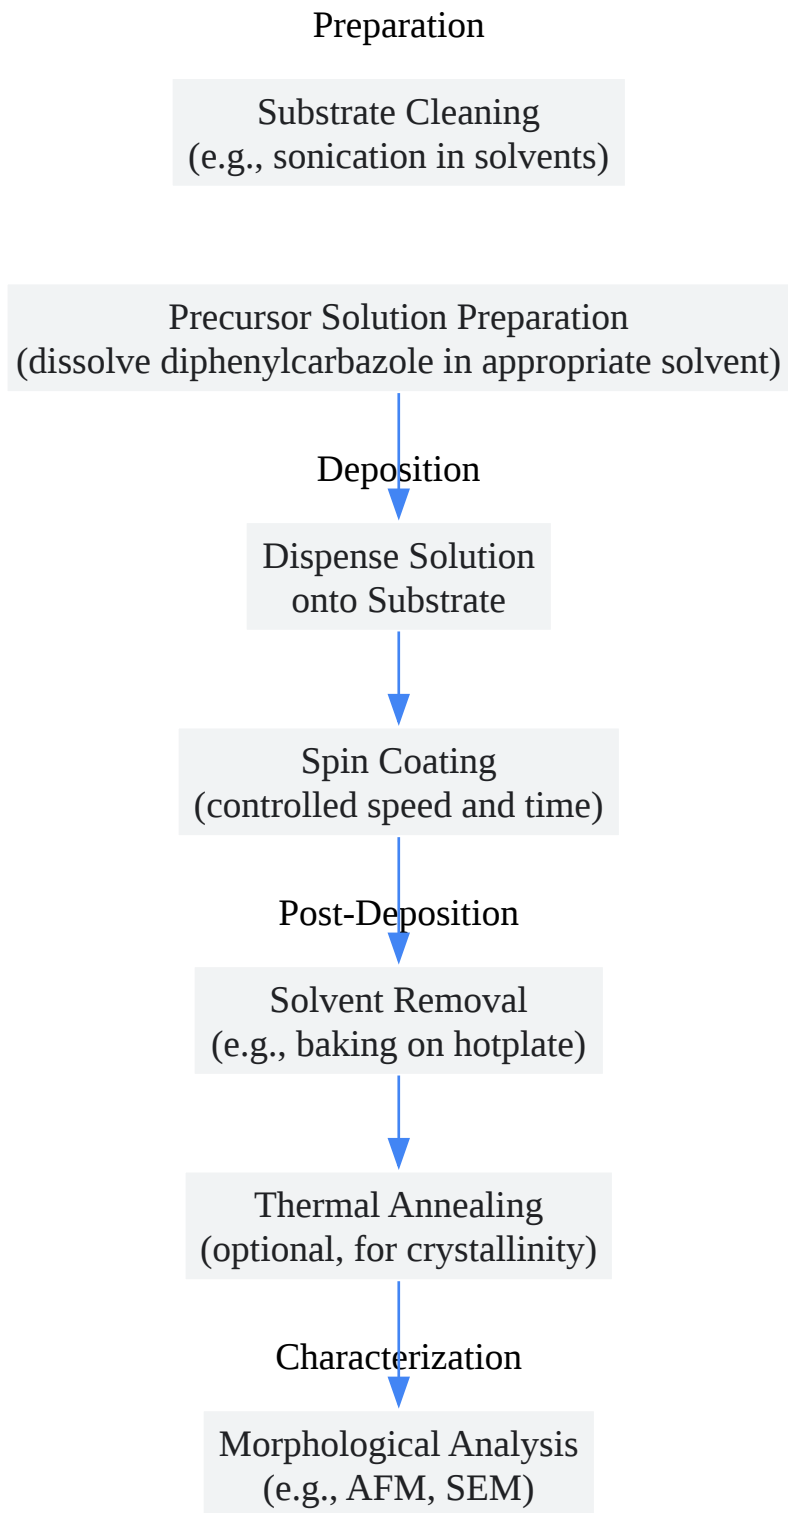 Preparation
Substrate Cleaning
(e.g., sonication in solvents)
Precursor Solution Preparation
(dissolve diphenylcarbazole in appropriate solvent)
Deposition
Dispense Solution
onto Substrate
Spin Coating
(controlled speed and time)
Post-Deposition
Solvent Removal
(e.g., baking on hotplate)
Thermal Annealing
(optional, for crystallinity)
Characterization
Morphological Analysis
(e.g., AFM, SEM)